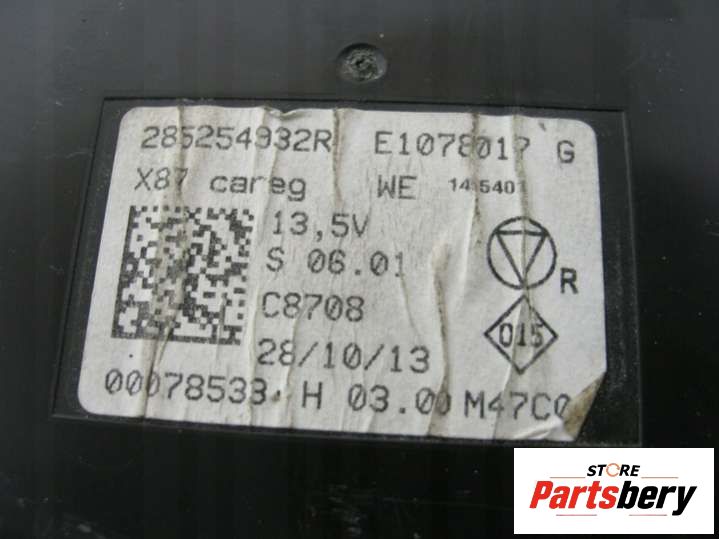 285254932R E1078017 G
X87 careg WE 145401
13,5V
S 06.01
R
C8708
015
28/10/13
00078533 H 03.00 M47C0
STORE
Partsbery